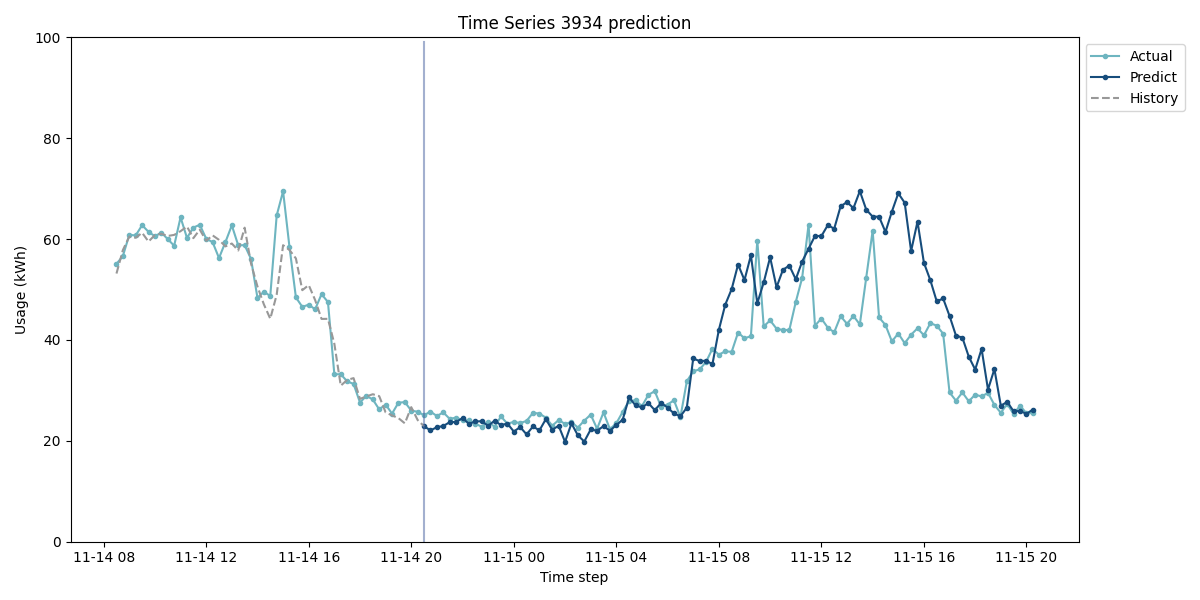 Time Series 3934 prediction
100
80
60
40
20
0
Usage (kWh)
11-14 08
11-14 12
11-14 16
11-14 20
11-15 00
11-15 04
11-15 08
11-15 12
11-15 16
11-15 20
Time step
Actual
Predict
History